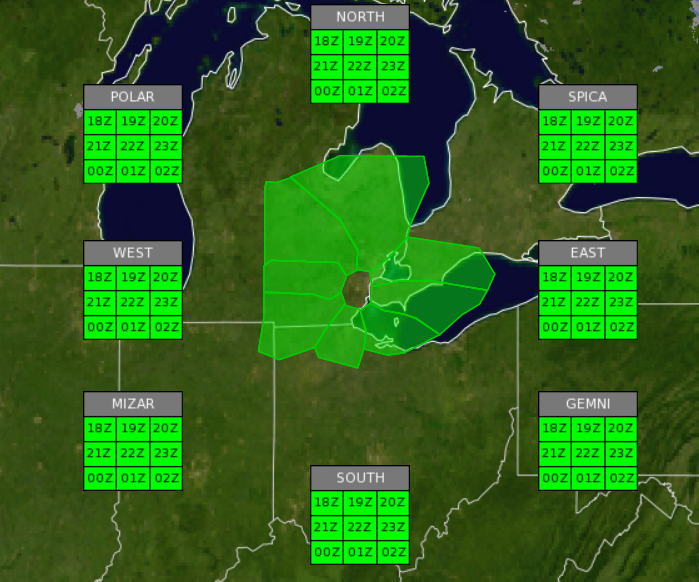 NORTH
18Z 19Z 20Z
21Z 22Z 23Z
00Z 01Z 02Z
POLAR
18Z 19Z 20Z
21Z 22Z 23Z
00Z 01Z 02Z
SPICA
18Z 19Z 20Z
21Z 22Z 23Z
00Z 01Z 02Z
WEST
18Z 19Z 20Z
21Z 22Z 23Z
00Z 01Z 02Z
EAST
18Z 19Z 20Z
21Z 22Z 23Z
00Z 01Z 02Z
MIZAR
18Z 19Z 20Z
21Z 22Z 23Z
00Z 01Z 02Z
GEMNI
18Z 19Z 20Z
21Z 22Z 23Z
00Z 01Z 02Z
SOUTH
18Z 19Z 20Z
21Z 22Z 23Z
00Z 01Z 02Z